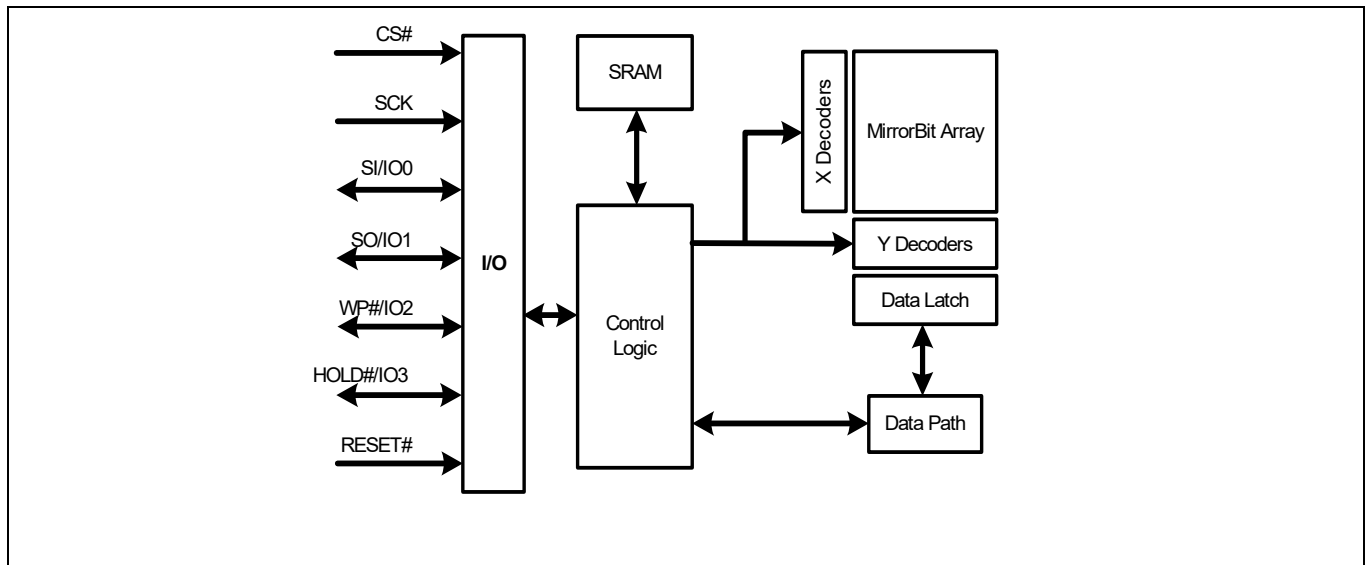 CS#
SCK
SI/IO0
SO/IO1
WP#/IO2
HOLD#/IO3
RESET#
I/O
SRAM
Control
Logic
X Decoders
MirrorBit Array
Y Decoders
Data Latch
Data Path